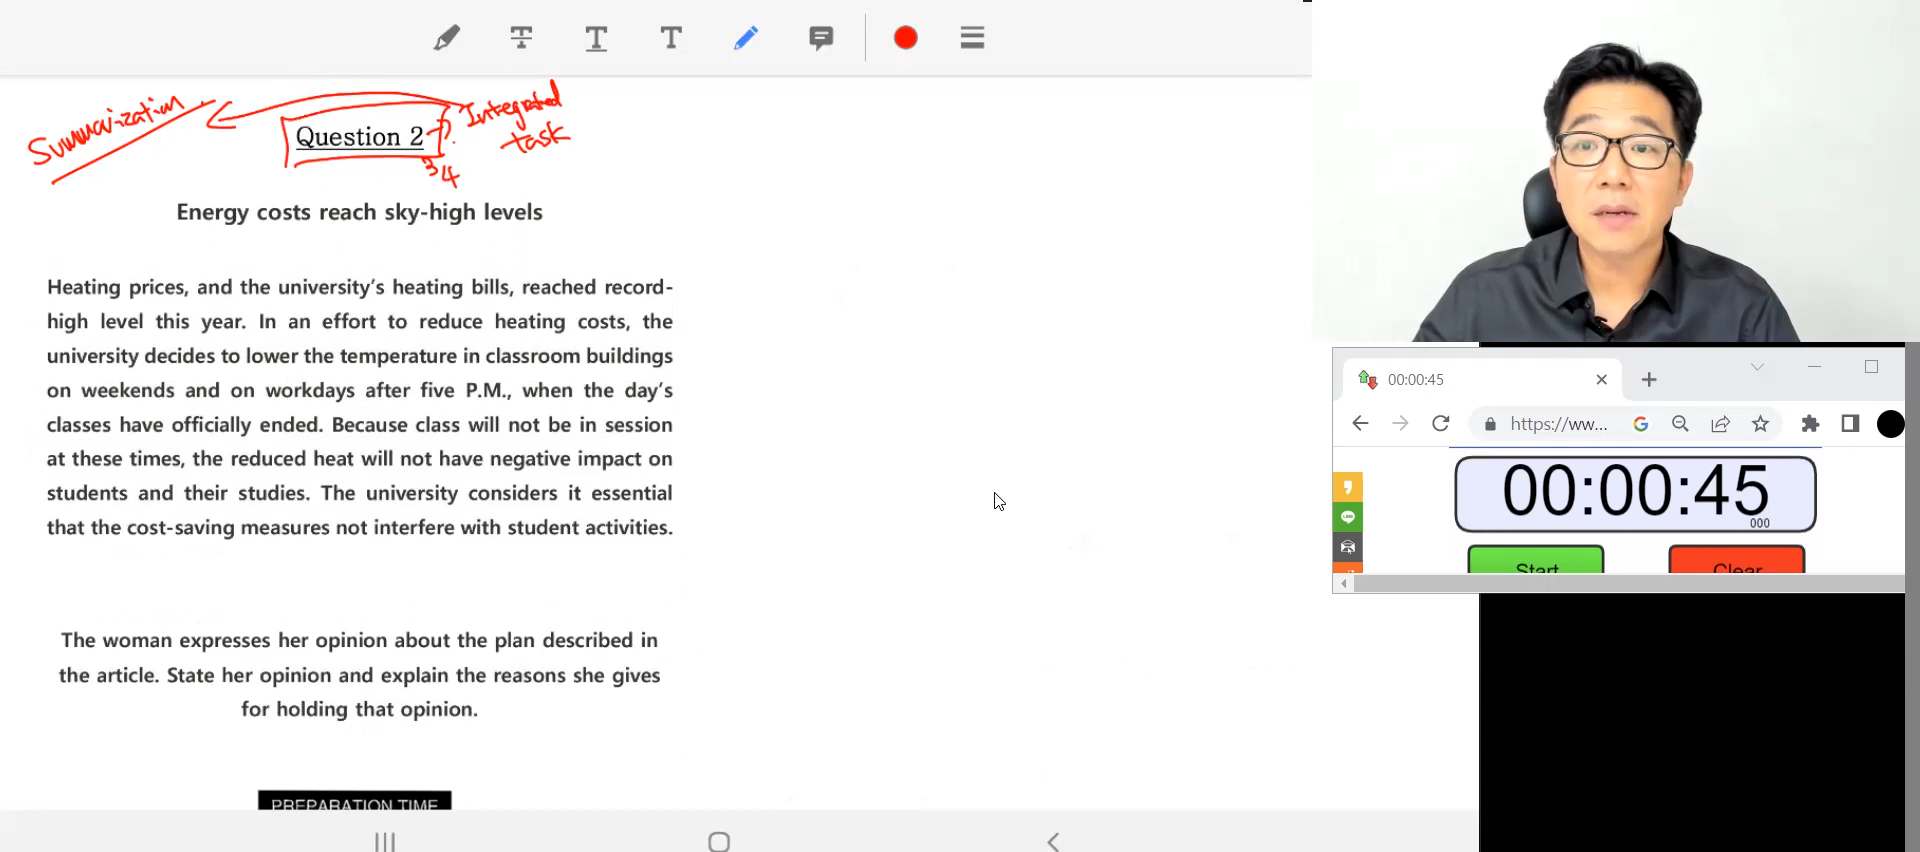 Summarization
Question 2
Integrated
task
3 4
Energy costs reach sky-high levels
Heating prices, and the university's heating bills, reached record-
high level this year. In an effort to reduce heating costs, the
university decides to lower the temperature in classroom buildings
on weekends and on workdays after five P.M., when the day's
classes have officially ended. Because class will not be in session
at these times, the reduced heat will not have negative impact on
students and their studies. The university considers it essential
that the cost-saving measures not interfere with student activities.
The woman expresses her opinion about the plan described in
the article. State her opinion and explain the reasons she gives
for holding that opinion.
PREPARATION TIME
00:00:45
https://ww...
00:00:45
000
Start
Clear